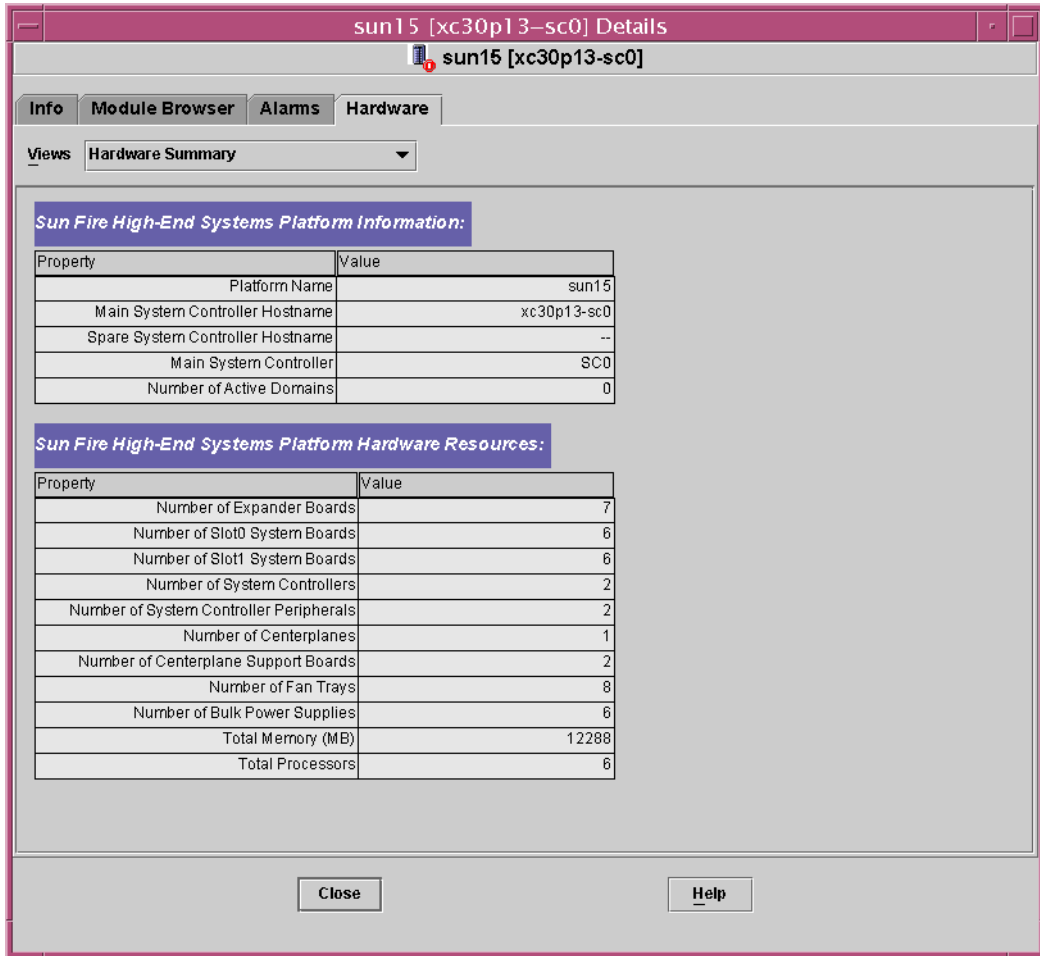 sun15 [xc30p13–sc0] Details
sun15 [xc30p13-sc0]
Info Module Browser Alarms Hardware
Views Hardware Summary
Sun Fire High-End Systems Platform Information:
Property Value
Platform Name sun15
Main System Controller Hostname xc30p13-sc0
Spare System Controller Hostname --
Main System Controller SC0
Number of Active Domains 0
Sun Fire High-End Systems Platform Hardware Resources:
Property Value
Number of Expander Boards 7
Number of Slot0 System Boards 6
Number of Slot1 System Boards 6
Number of System Controllers 2
Number of System Controller Peripherals 2
Number of Centerplanes 1
Number of Centerplane Support Boards 2
Number of Fan Trays 8
Number of Bulk Power Supplies 6
Total Memory (MB) 12288
Total Processors 6
Close Help